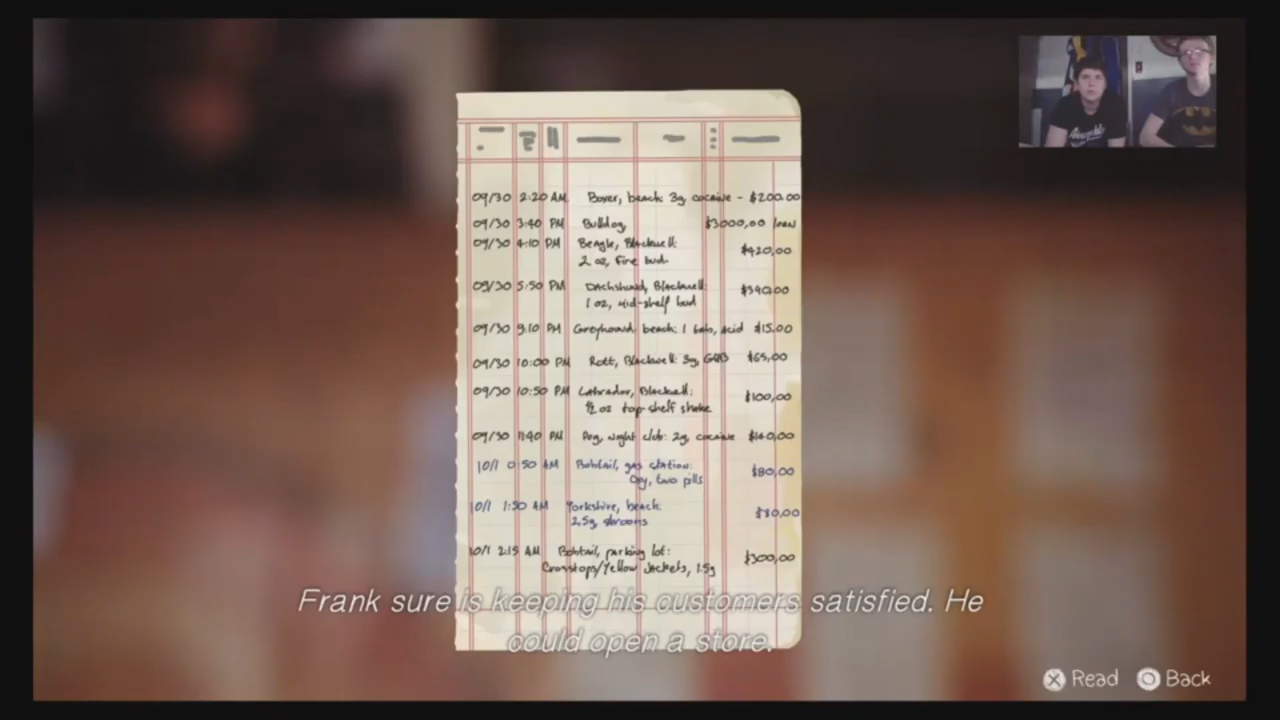 09/30 2:20 AM Boxer, beach: 3g, cocaine - $200.00
09/30 3:40 PM Bulldog, $3000,00 loan
09/30 4:10 PM Beagle, Blackwell: $420,00
2 oz, fire bud
09/30 5:50 PM Dachshund, Blackwell: $390.00
1 oz, mid-shelf bud
09/30 9:10 PM Greyhound, beach: 1 tab, acid $15.00
09/30 10:00 PM Rott, Blackwell: 3g, GHB $65,00
09/30 10:50 PM Labrador, Blackwell: $100,00
½ oz top-shelf shake
09/30 11:40 PM Pug, night club: 2g, cocaine $140,00
10/1 0:50 AM Bobtail, gas station: $80,00
Oxy, two pills
10/1 1:50 AM Yorkshire, beach:
2,5g, shrooms
10/1 2:15 AM Bobtail, parking lot: $300,00
Crosstops/Yellow Jackets, 15g
Frank sure is keeping his customers satisfied. He
could open a store.
Read Back